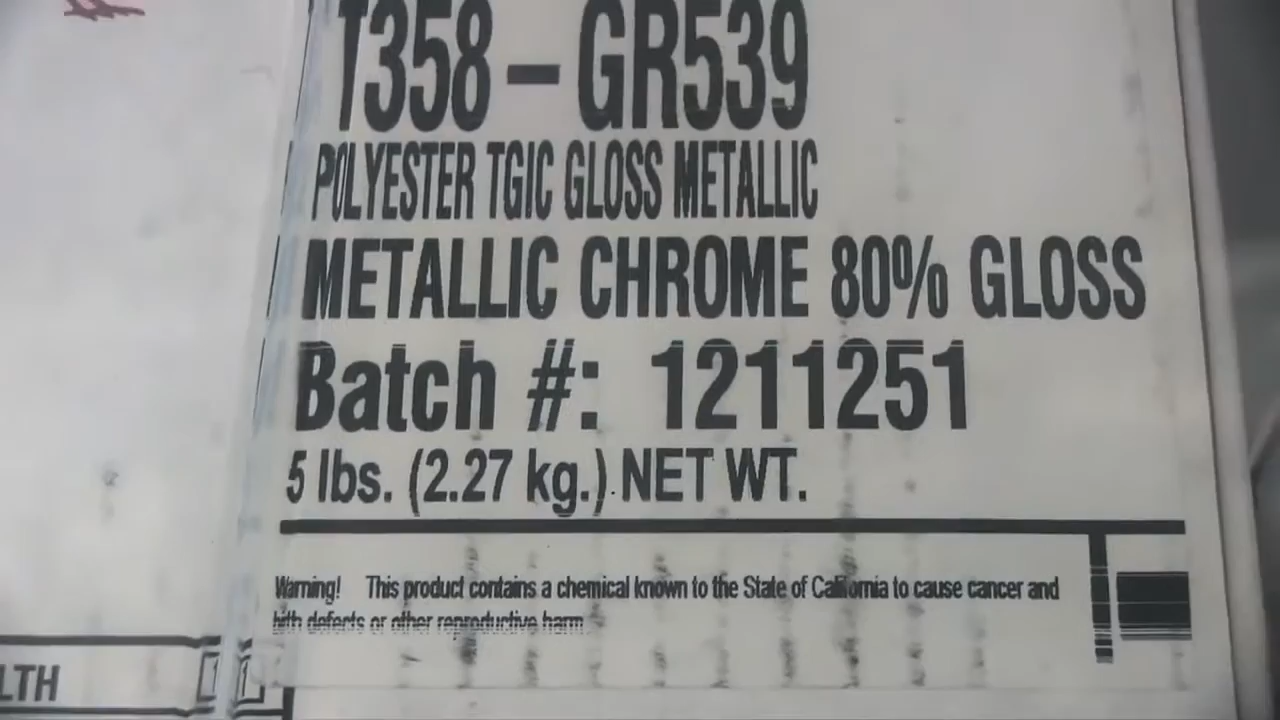 T358-GR539
POLYESTER TGIC GLOSS METALLIC
METALLIC CHROME 80% GLOSS
Batch #: 1211251
5 lbs. (2.27 kg.) NET WT.
Warning! This product contains a chemical known to the State of California to cause cancer and
birth defects or other reproductive harm
LTH
1